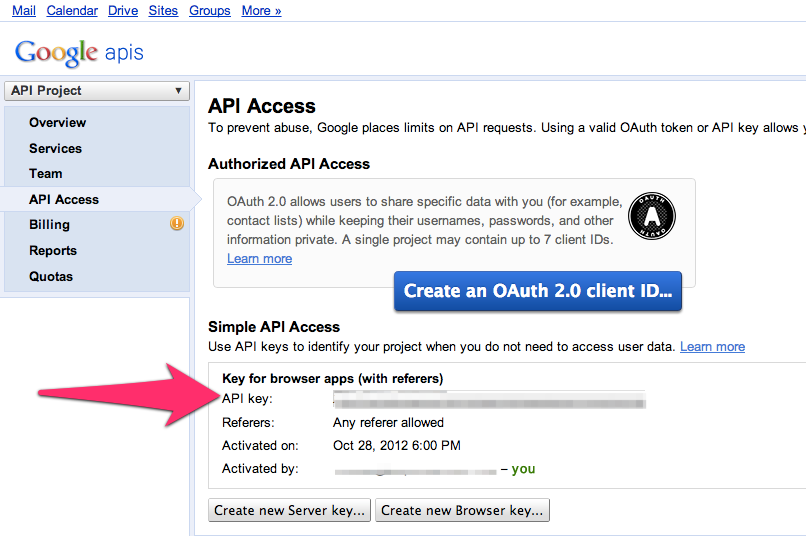 Mail Calendar Drive Sites Groups More »
Google apis
API Project
Overview
Services
Team
API Access
Billing
Reports
Quotas
API Access
To prevent abuse, Google places limits on API requests. Using a valid OAuth token or API key allows
Authorized API Access
OAuth 2.0 allows users to share specific data with you (for example,
contact lists) while keeping their usernames, passwords, and other
information private. A single project may contain up to 7 client IDs.
Learn more
OAUTH
A
OAUTH
Create an OAuth 2.0 client ID...
Simple API Access
Use API keys to identify your project when you do not need to access user data. Learn more
Key for browser apps (with referers)
API key:
Referers: Any referer allowed
Activated on: Oct 28, 2012 6:00 PM
Activated by: – you
Create new Server key... Create new Browser key...